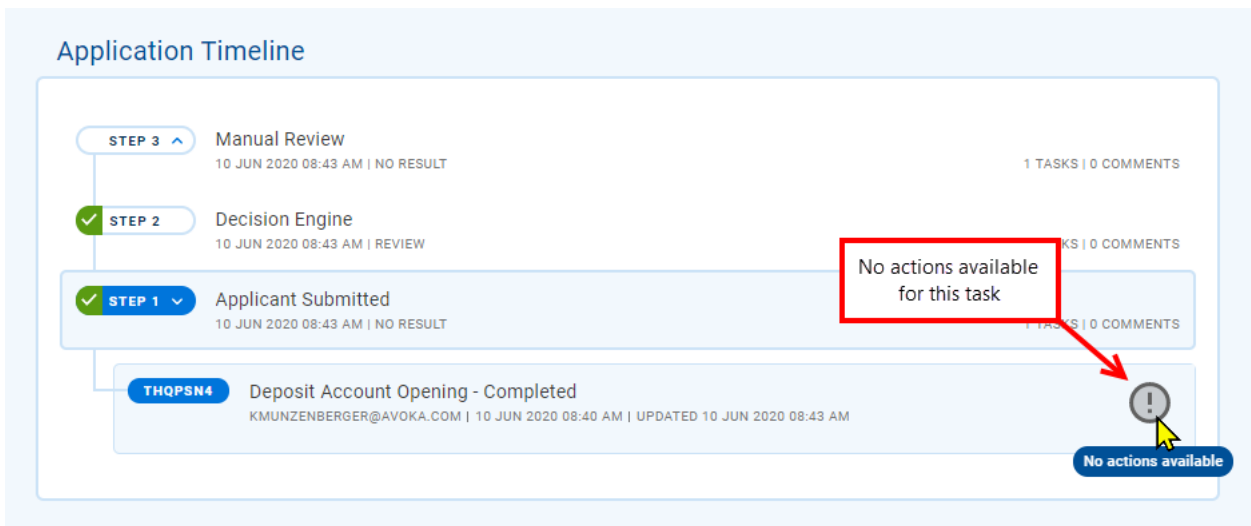 Application Timeline
STEP 3 Manual Review
10 JUN 2020 08:43 AM | NO RESULT 1 TASKS | 0 COMMENTS
STEP 2 Decision Engine
10 JUN 2020 08:43 AM | REVIEW KS | 0 COMMENTS
No actions available
for this task
STEP 1 Applicant Submitted
10 JUN 2020 08:43 AM | NO RESULT 1 TASKS | 0 COMMENTS
THQPSN4 Deposit Account Opening - Completed
KMUNZENBERGER@AVOKA.COM | 10 JUN 2020 08:40 AM | UPDATED 10 JUN 2020 08:43 AM
No actions available